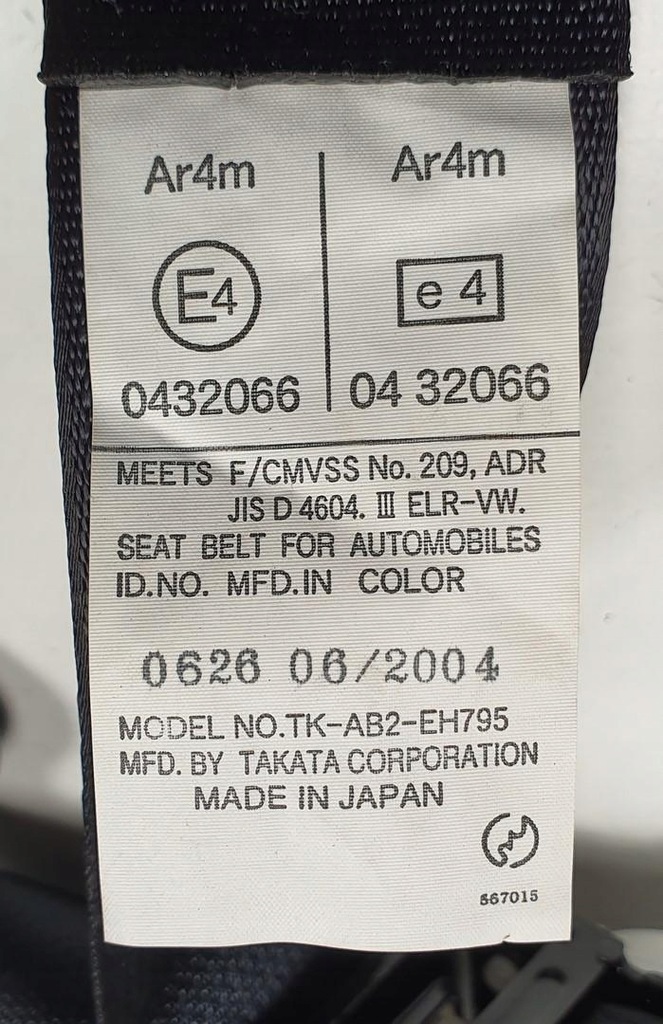 Ar4m
E4
0432066
Ar4m
e 4
04 32066
MEETS F/CMVSS No. 209, ADR
JIS D 4604. III ELR-VW.
SEAT BELT FOR AUTOMOBILES
ID.NO. MFD.IN COLOR
0626 06/2004
MODEL NO.TK-AB2-EH795
MFD. BY TAKATA CORPORATION
MADE IN JAPAN
S67015